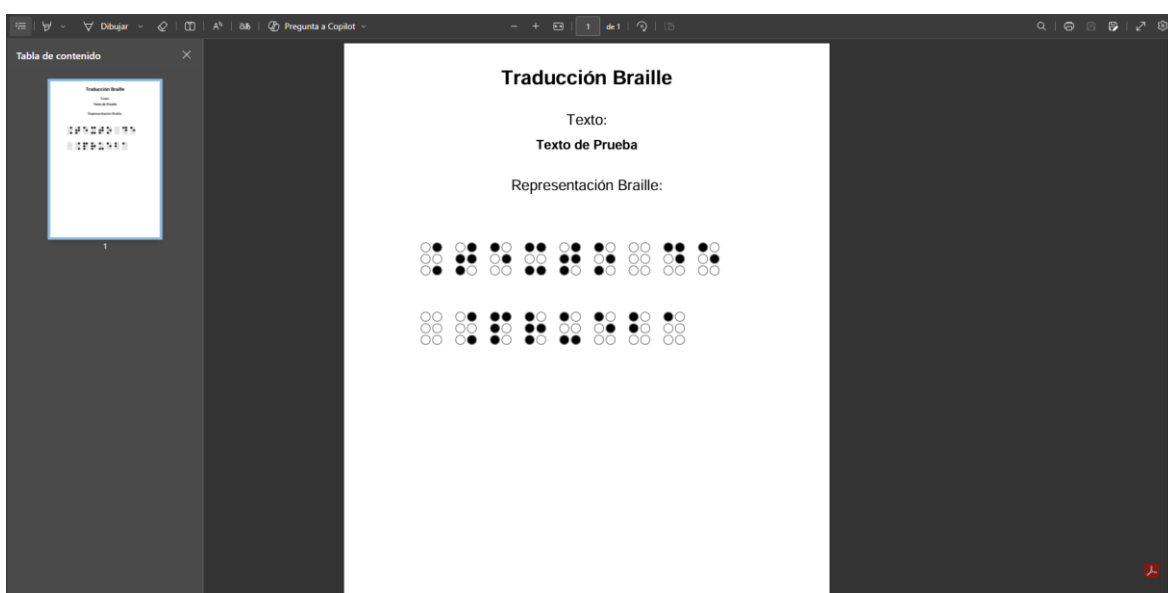 Dibujar
Pregunta a Copilot
1 de 1
Tabla de contenido
Traducción Braille
Texto:
Texto de Prueba
Representación Braille:
⠨⠞⠑⠭⠞⠕⠀⠙⠑
⠀⠨⠏⠗⠥⠑⠃⠁
1